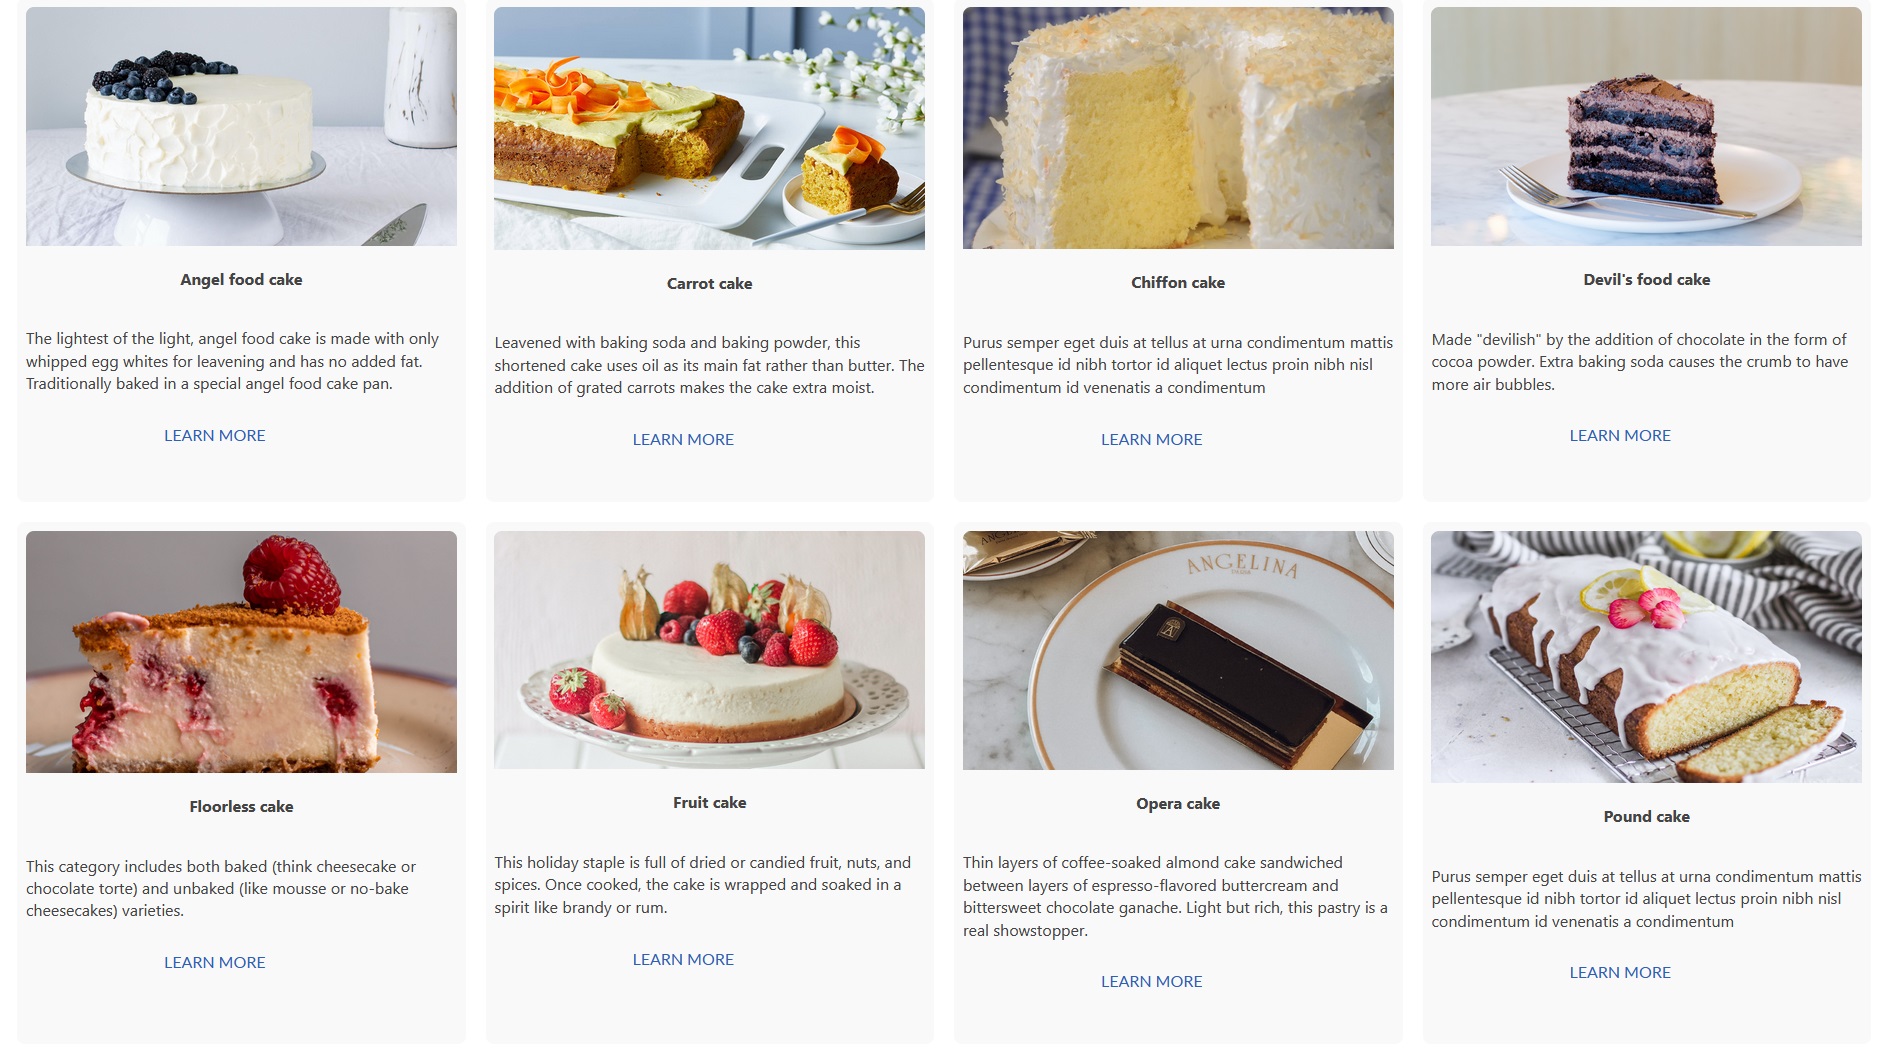 Angel food cake
The lightest of the light, angel food cake is made with only
whipped egg whites for leavening and has no added fat.
Traditionally baked in a special angel food cake pan.
LEARN MORE
Carrot cake
Leavened with baking soda and baking powder, this
shortened cake uses oil as its main fat rather than butter. The
addition of grated carrots makes the cake extra moist.
LEARN MORE
Chiffon cake
Purus semper eget duis at tellus at urna condimentum mattis
pellentesque id nibh tortor id aliquet lectus proin nibh nisl
condimentum id venenatis a condimentum
LEARN MORE
Devil's food cake
Made "devilish" by the addition of chocolate in the form of
cocoa powder. Extra baking soda causes the crumb to have
more air bubbles.
LEARN MORE
Floorless cake
This category includes both baked (think cheesecake or
chocolate torte) and unbaked (like mousse or no-bake
cheesecakes) varieties.
LEARN MORE
Fruit cake
This holiday staple is full of dried or candied fruit, nuts, and
spices. Once cooked, the cake is wrapped and soaked in a
spirit like brandy or rum.
LEARN MORE
ANGELINA
A
Opera cake
Thin layers of coffee-soaked almond cake sandwiched
between layers of espresso-flavored buttercream and
bittersweet chocolate ganache. Light but rich, this pastry is a
real showstopper.
LEARN MORE
Pound cake
Purus semper eget duis at tellus at urna condimentum mattis
pellentesque id nibh tortor id aliquet lectus proin nibh nisl
condimentum id venenatis a condimentum
LEARN MORE